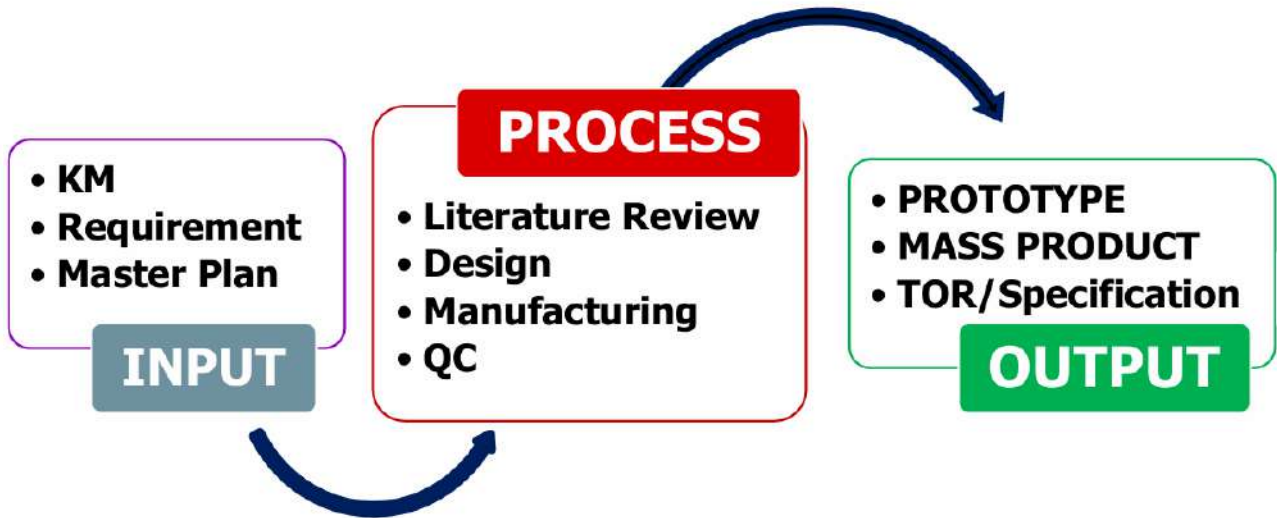 • KM
• Requirement
• Master Plan
INPUT
PROCESS
• Literature Review
• Design
• Manufacturing
• QC
• PROTOTYPE
• MASS PRODUCT
• TOR/Specification
OUTPUT